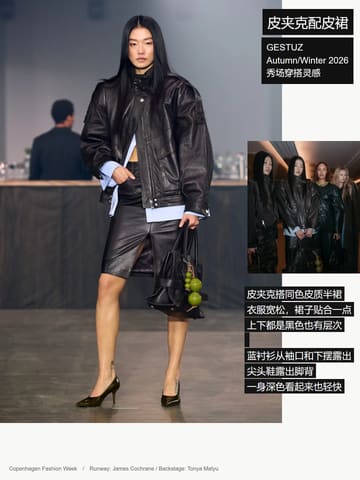 皮夹克配皮裙
GESTUZ
Autumn/Winter 2026
秀场穿搭灵感
皮夹克搭同色皮质半裙
衣服宽松，裙子贴合一点
上下都是黑色也有层次
蓝衬衫从袖口和下摆露出
尖头鞋露出脚背
一身深色看起来也轻快
Copenhagen Fashion Week / Runway: James Cochrane / Backstage: Tonya Matyu